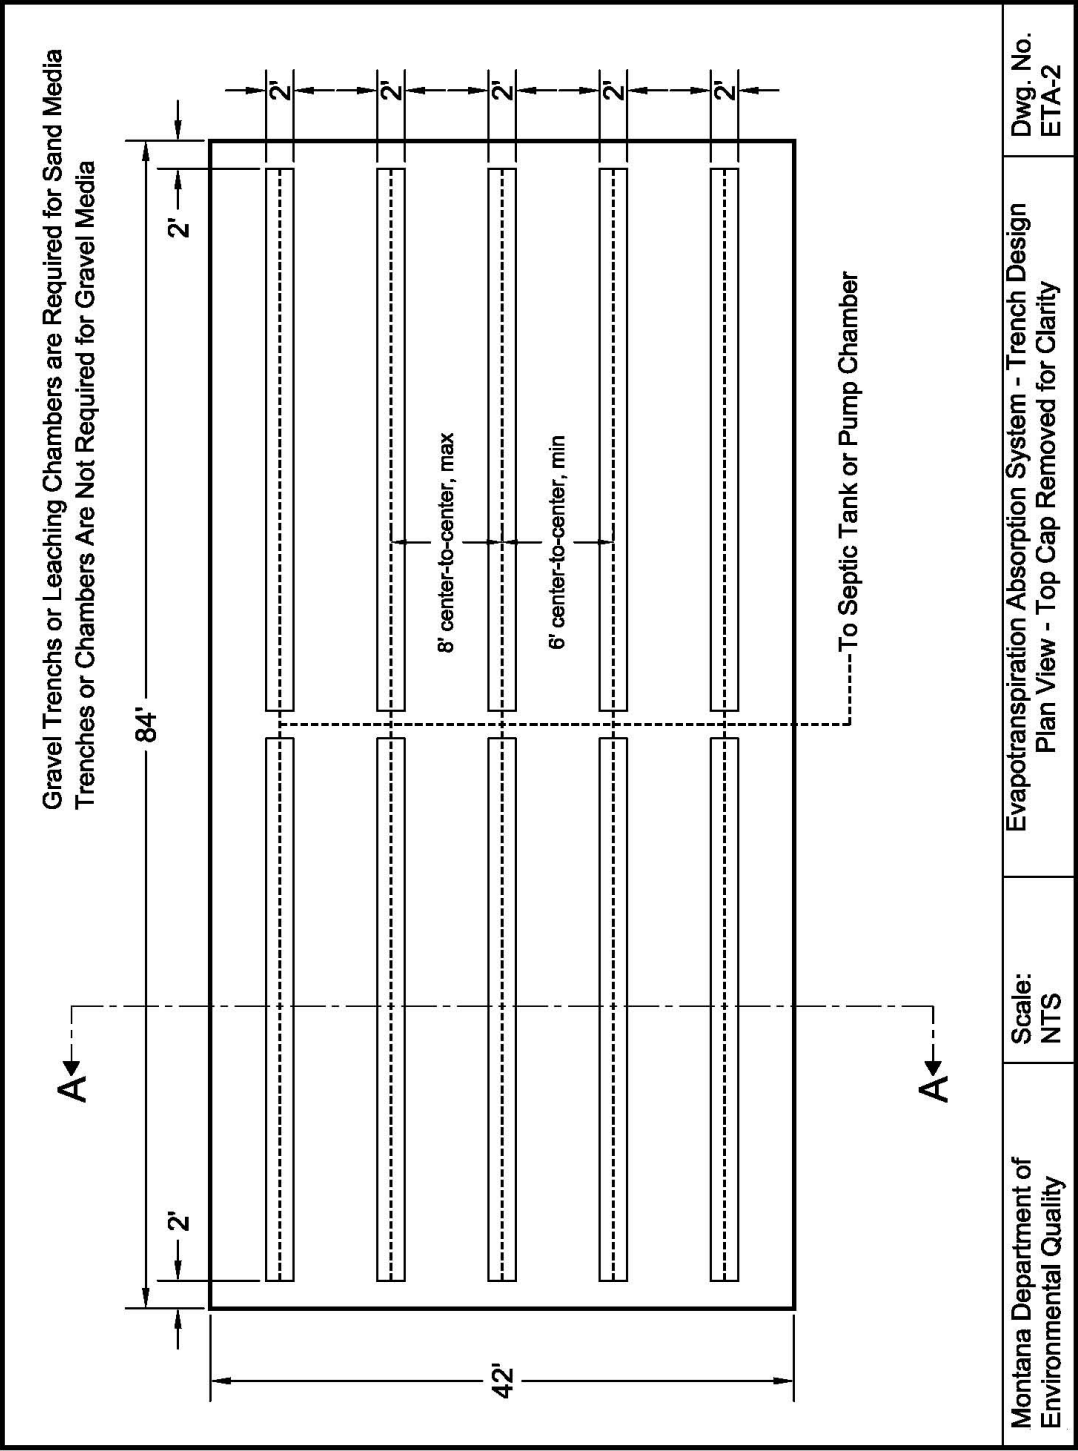 Gravel Trenchs or Leaching Chambers are Required for Sand Media
Trenches or Chambers Are Not Required for Gravel Media
84'
2'
2'
2'
2'
2'
2'
2'
8' center-to-center, max
6' center-to-center, min
To Septic Tank or Pump Chamber
A
A
42'
Montana Department of
Environmental Quality
Scale:
NTS
Evapotranspiration Absorption System - Trench Design
Plan View - Top Cap Removed for Clarity
Dwg. No.
ETA-2